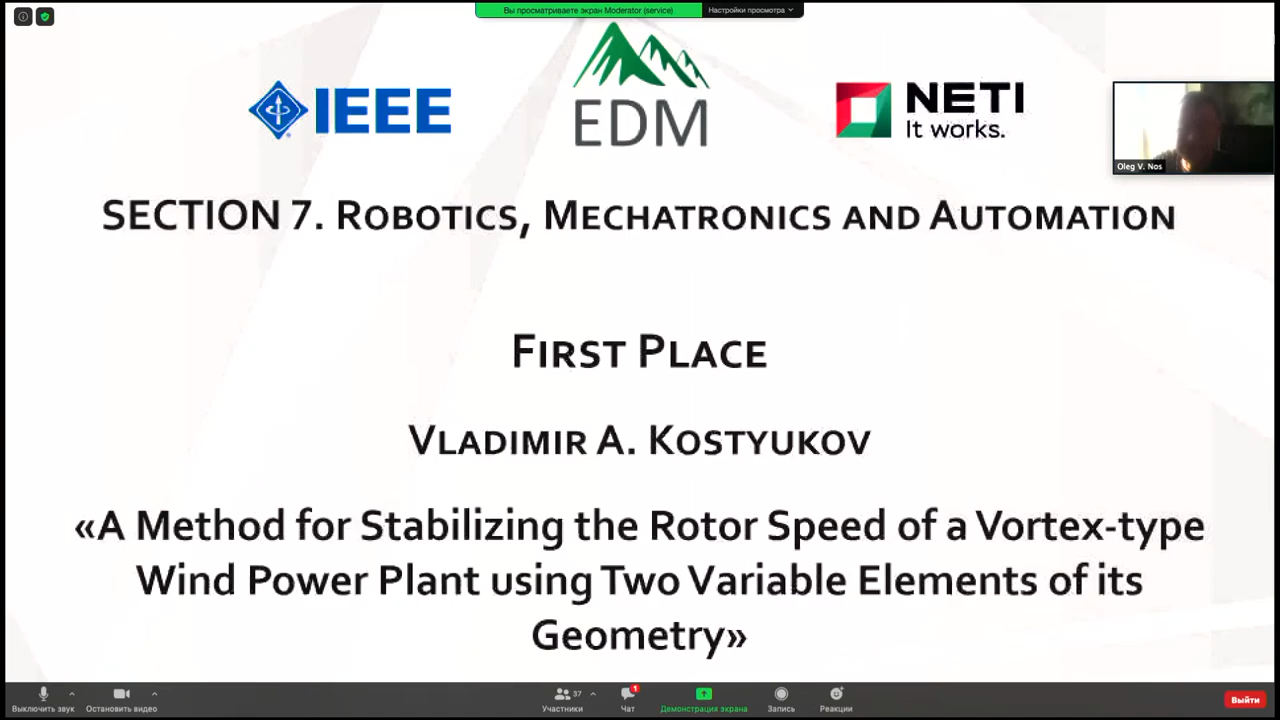 Вы просматриваете экран Moderator (service)
Настройки просмотра
IEEE
EDM
NETI
It works.
Oleg V. Nos
SECTION 7. ROBOTICS, MECHATRONICS AND AUTOMATION
FIRST PLACE
VLADIMIR A. KOSTYUKOV
«A Method for Stabilizing the Rotor Speed of a Vortex-type
Wind Power Plant using Two Variable Elements of its
Geometry»
Выключить звук
Остановить видео
37
Участники
1
Чат
Демонстрация экрана
Запись
Реакции
Выйти